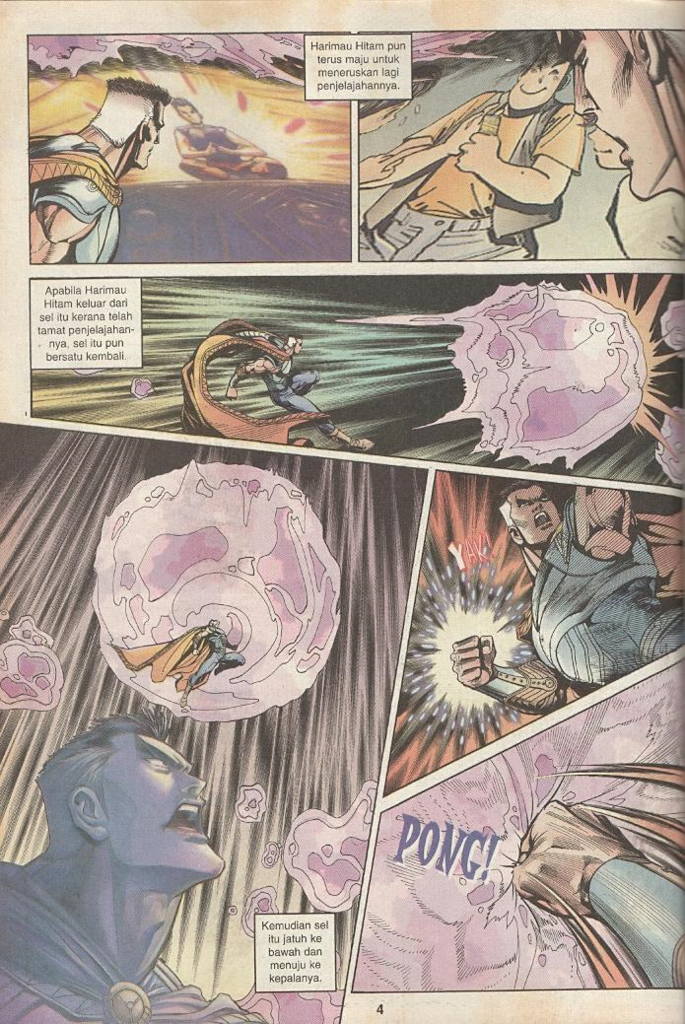 Harimau Hitam pun
terus maju untuk
meneruskan lagi
penjelajahannya.
Apabila Harimau
Hitam keluar dari
sel itu kerana telah
tamat penjelajahan-
nya, sel itu pun
bersatu kembali.
YAK!
PONG!
Kemudian sel
itu jatuh ke
bawah dan
menuju ke
kepalanya.
4